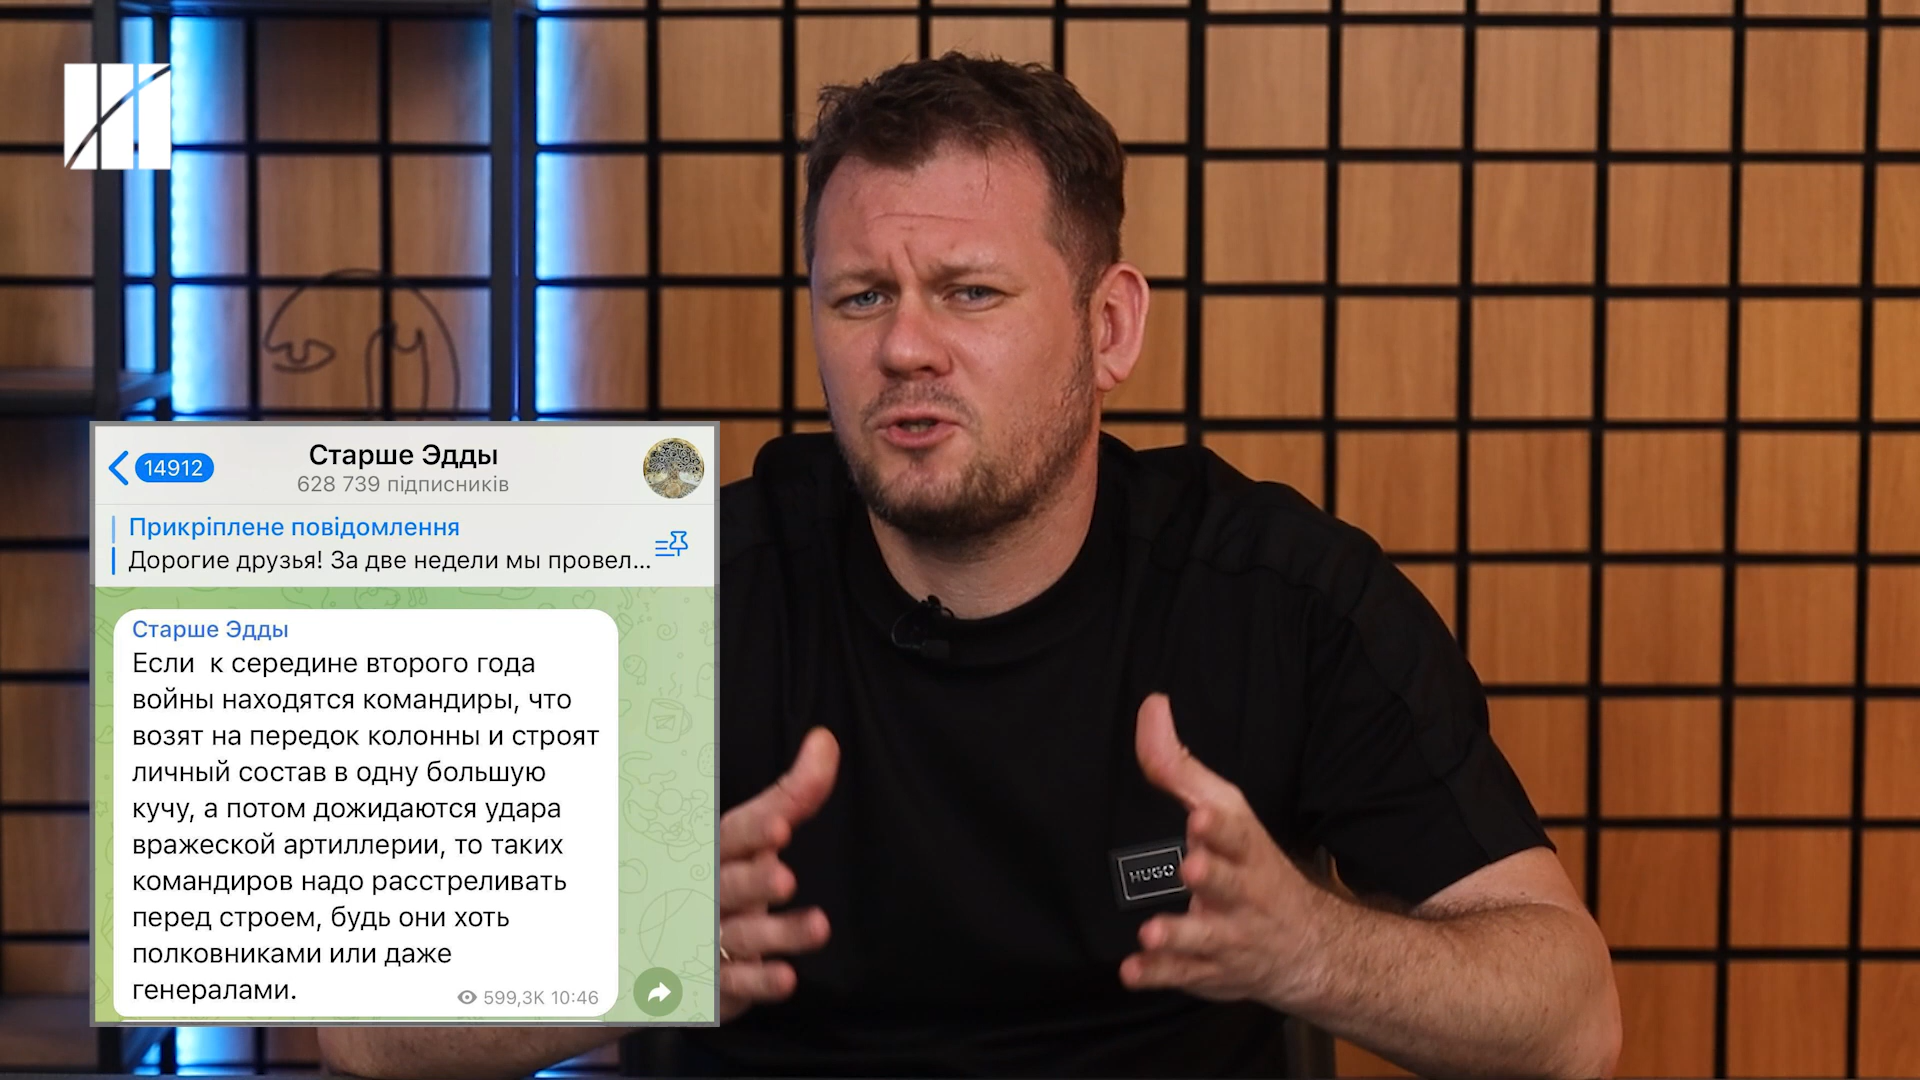 14912
Старше Эдды
628 739 підписників
Прикріплене повідомлення
Дорогие друзья! За две недели мы провел...
Старше Эдды
Если к середине второго года
войны находятся командиры, что
возят на передок колонны и строят
личный состав в одну большую
кучу, а потом дожидаются удара
вражеской артиллерии, то таких
командиров надо расстреливать
перед строем, будь они хоть
полковниками или даже
генералами.
599,3K 10:46
HUGO